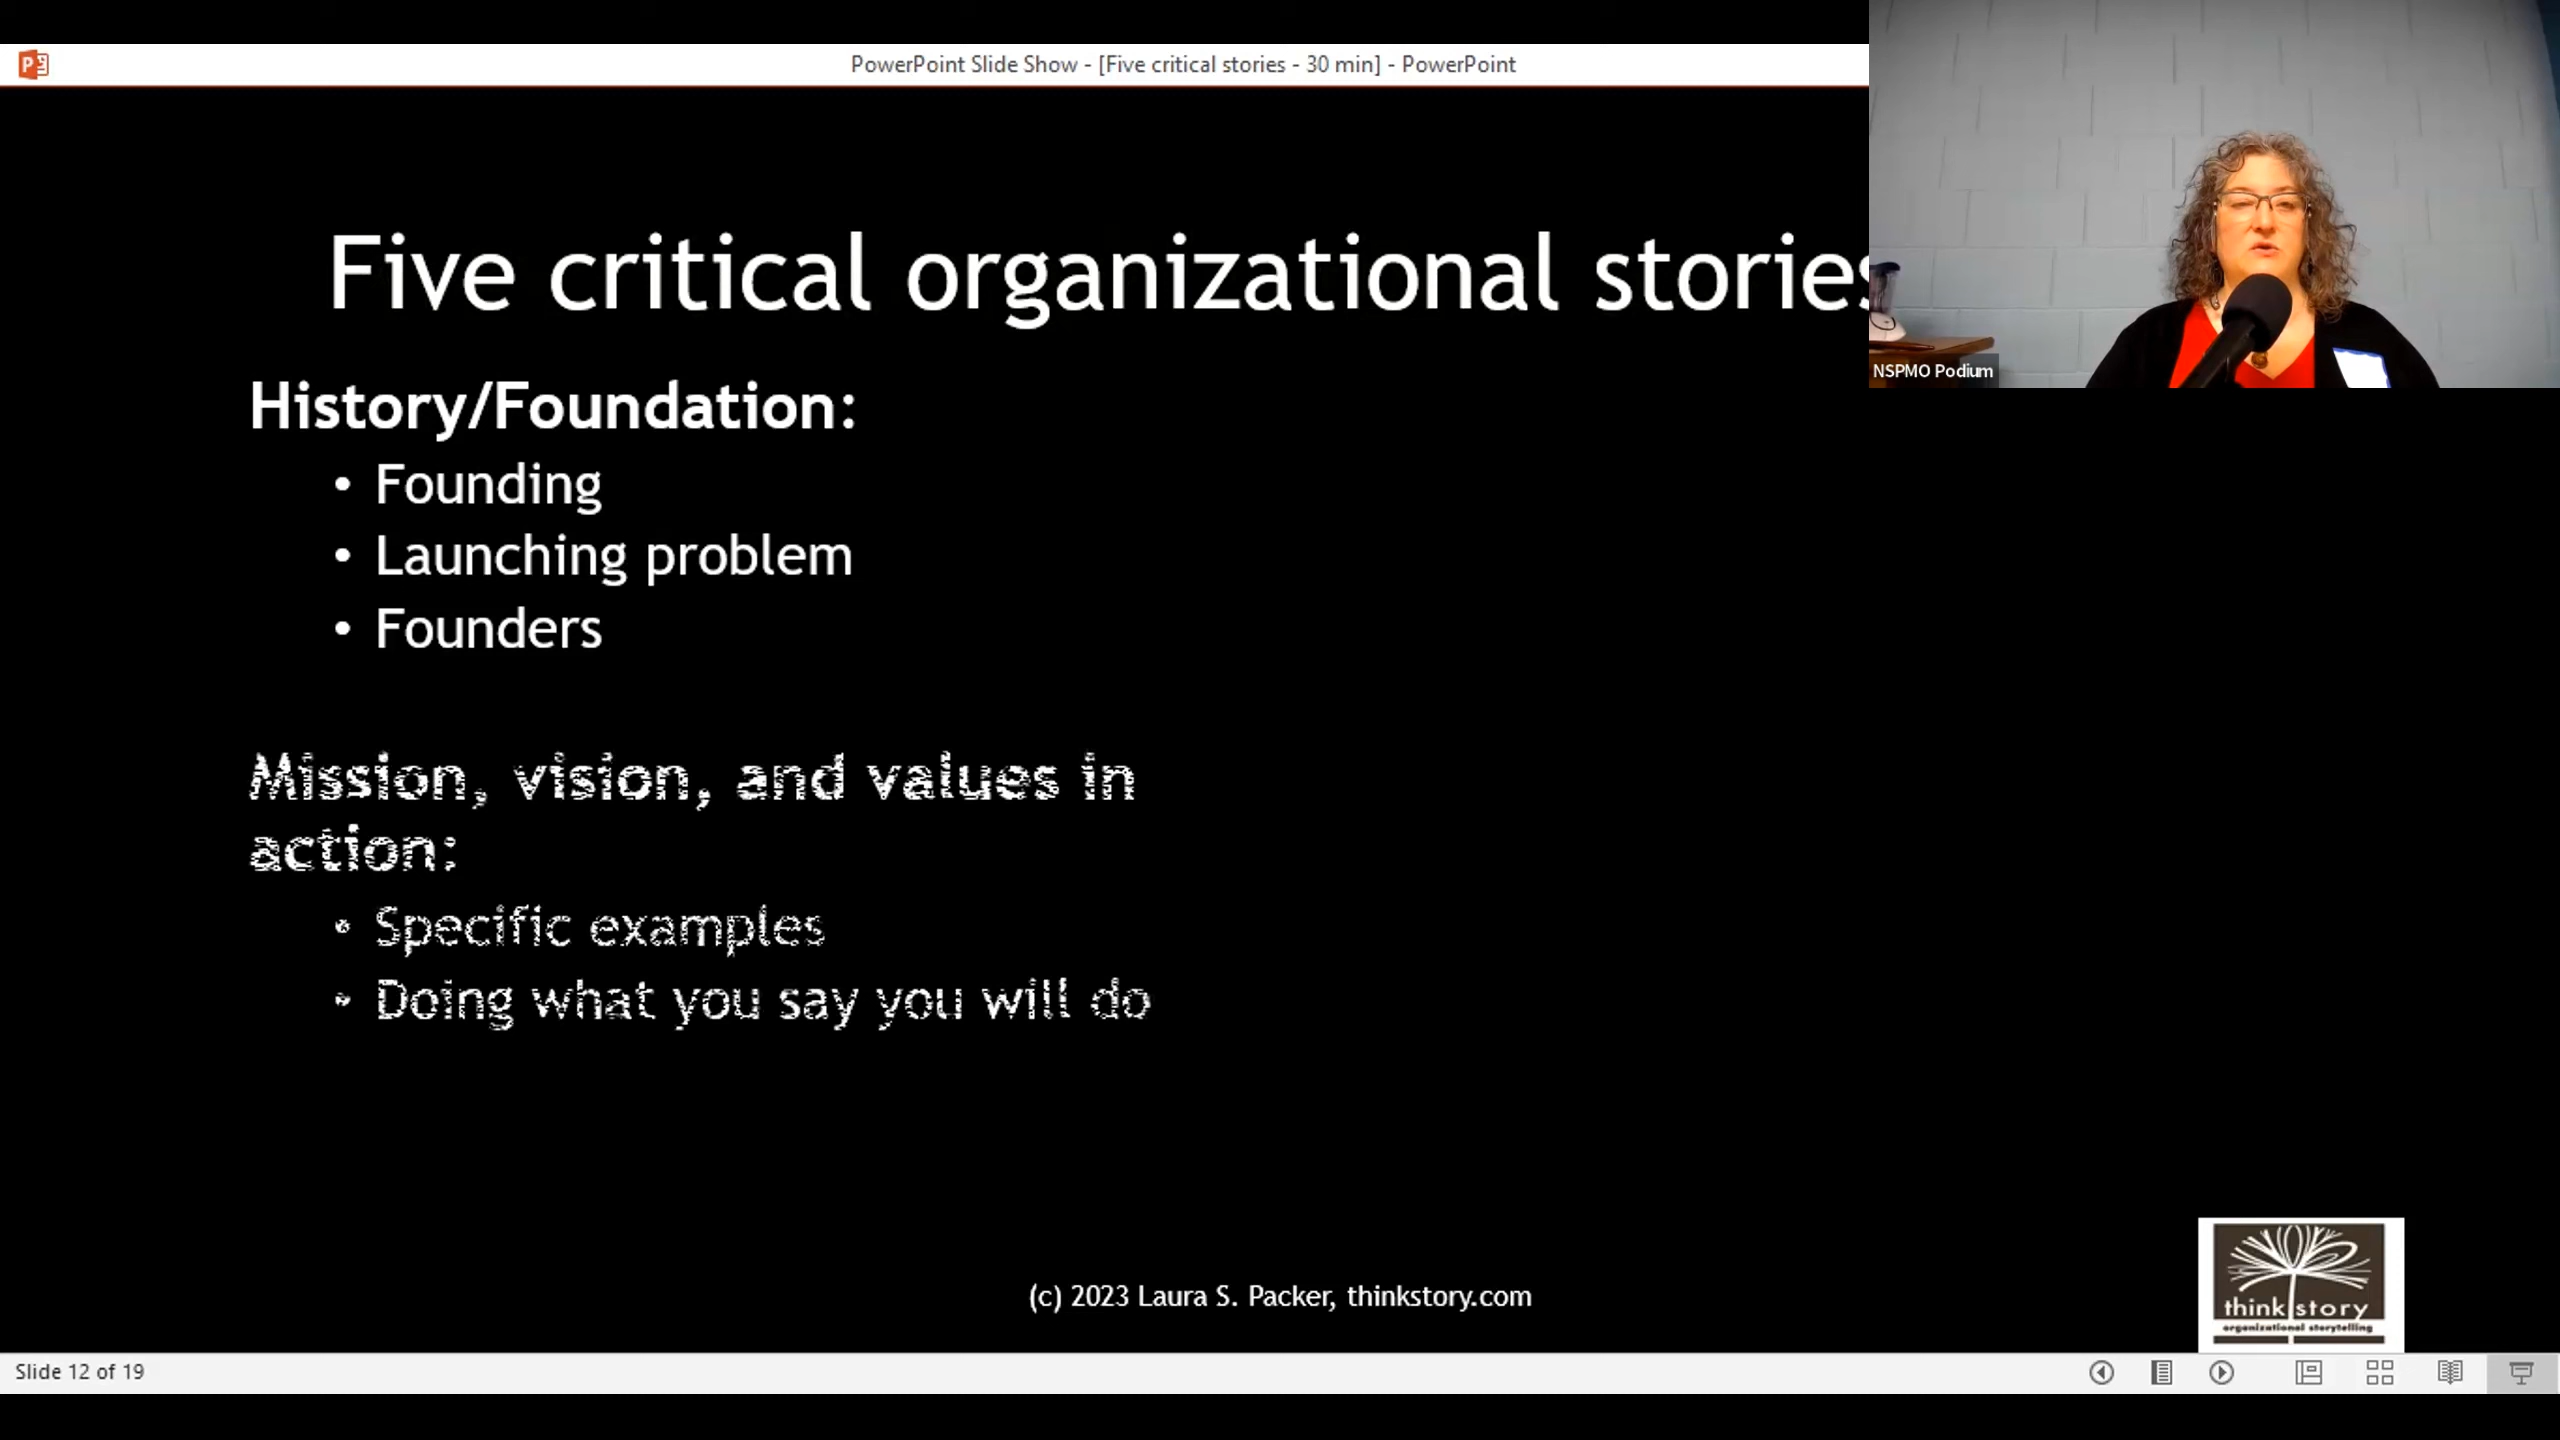 PowerPoint Slide Show - [Five critical stories - 30 min] - PowerPoint
Five critical organizational stories
NSPMO Podium
History/Foundation:
• Founding
• Launching problem
• Founders
Mission, vision, and values in
action:
• Specific examples
• Doing what you say you will do
(c) 2023 Laura S. Packer, thinkstory.com
think story
organizational storytelling
Slide 12 of 19